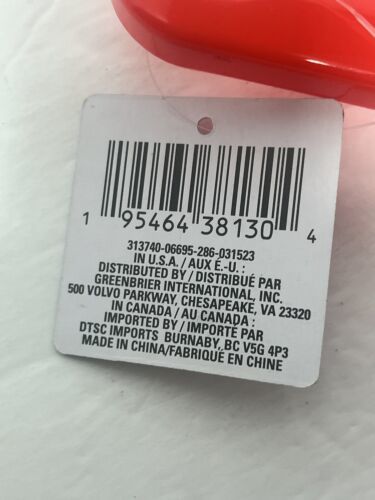 1 95464 38130 4
313740-06695-286-031523
IN U.S.A./AUX É.-U.:
DISTRIBUTED BY/DISTRIBUÉ PAR
GREENBRIER INTERNATIONAL, INC.
500 VOLVO PARKWAY, CHESAPEAKE, VA 23320
IN CANADA/AU CANADA:
IMPORTED BY/IMPORTÉ PAR
DTSC IMPORTS BURNABY, BC V5G 4P3
MADE IN CHINA/FABRIQUÉ EN CHINE